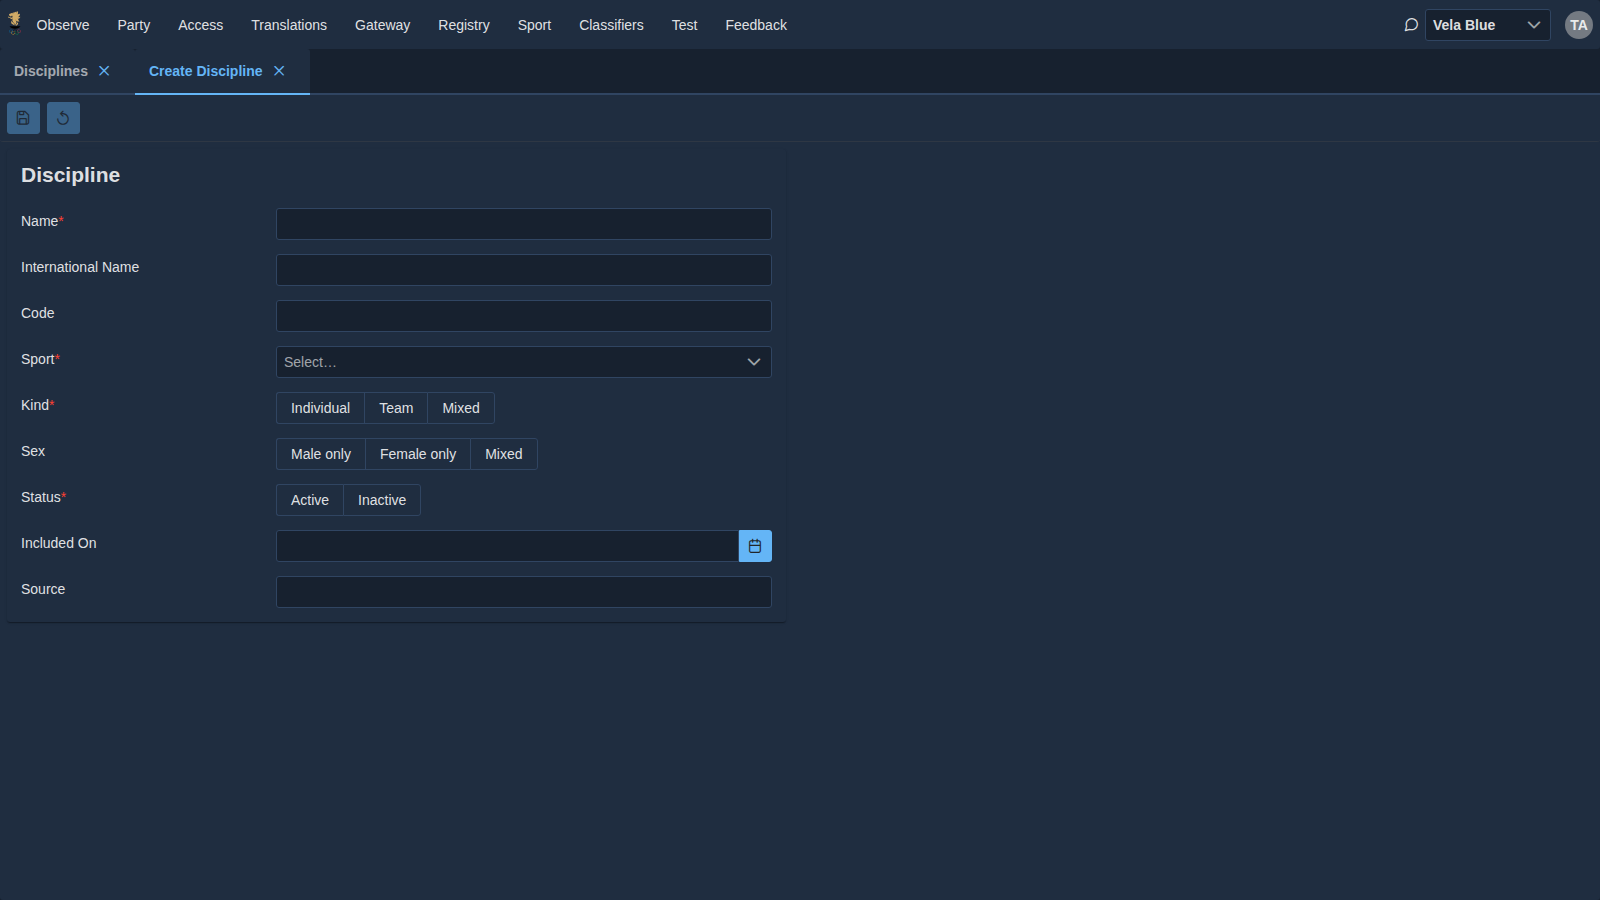 Observe Party Access Translations Gateway Registry Sport Classifiers Test Feedback Vela Blue TA
Disciplines Create Discipline
Discipline
Name*
International Name
Code
Sport* Select...
Kind* Individual Team Mixed
Sex Male only Female only Mixed
Status* Active Inactive
Included On
Source